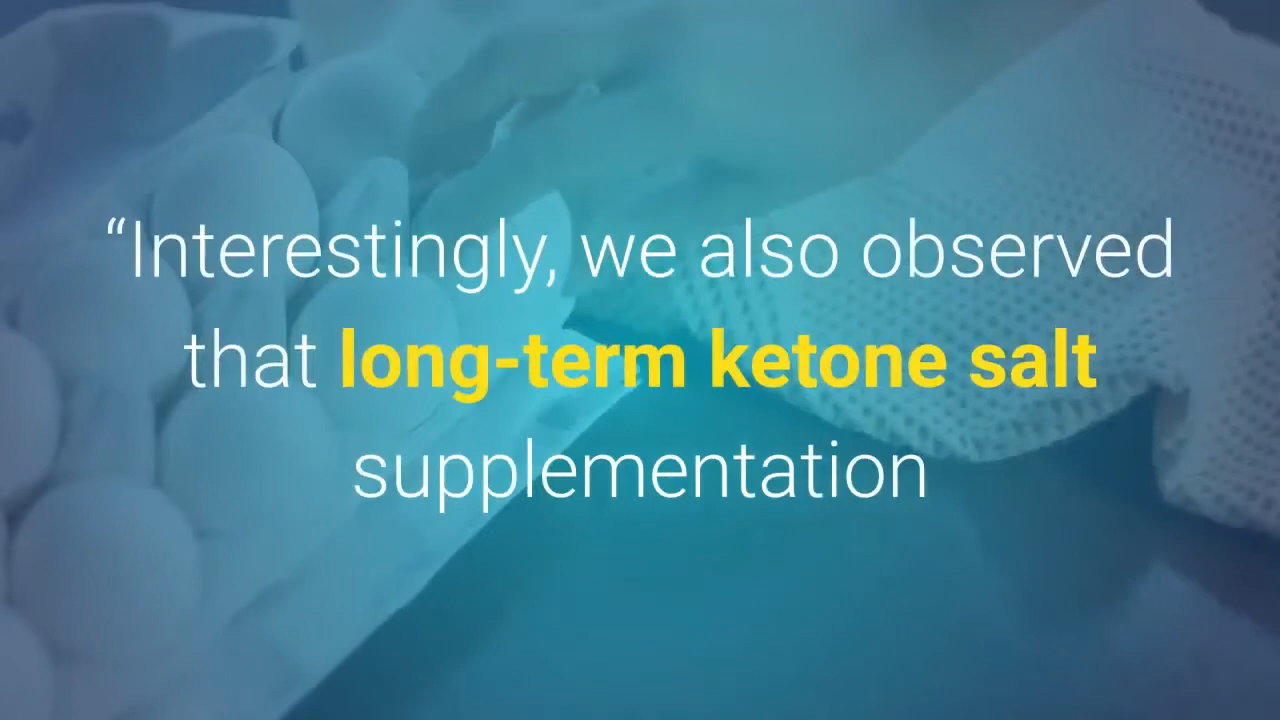 “Interestingly, we also observed
that long-term ketone salt
supplementation